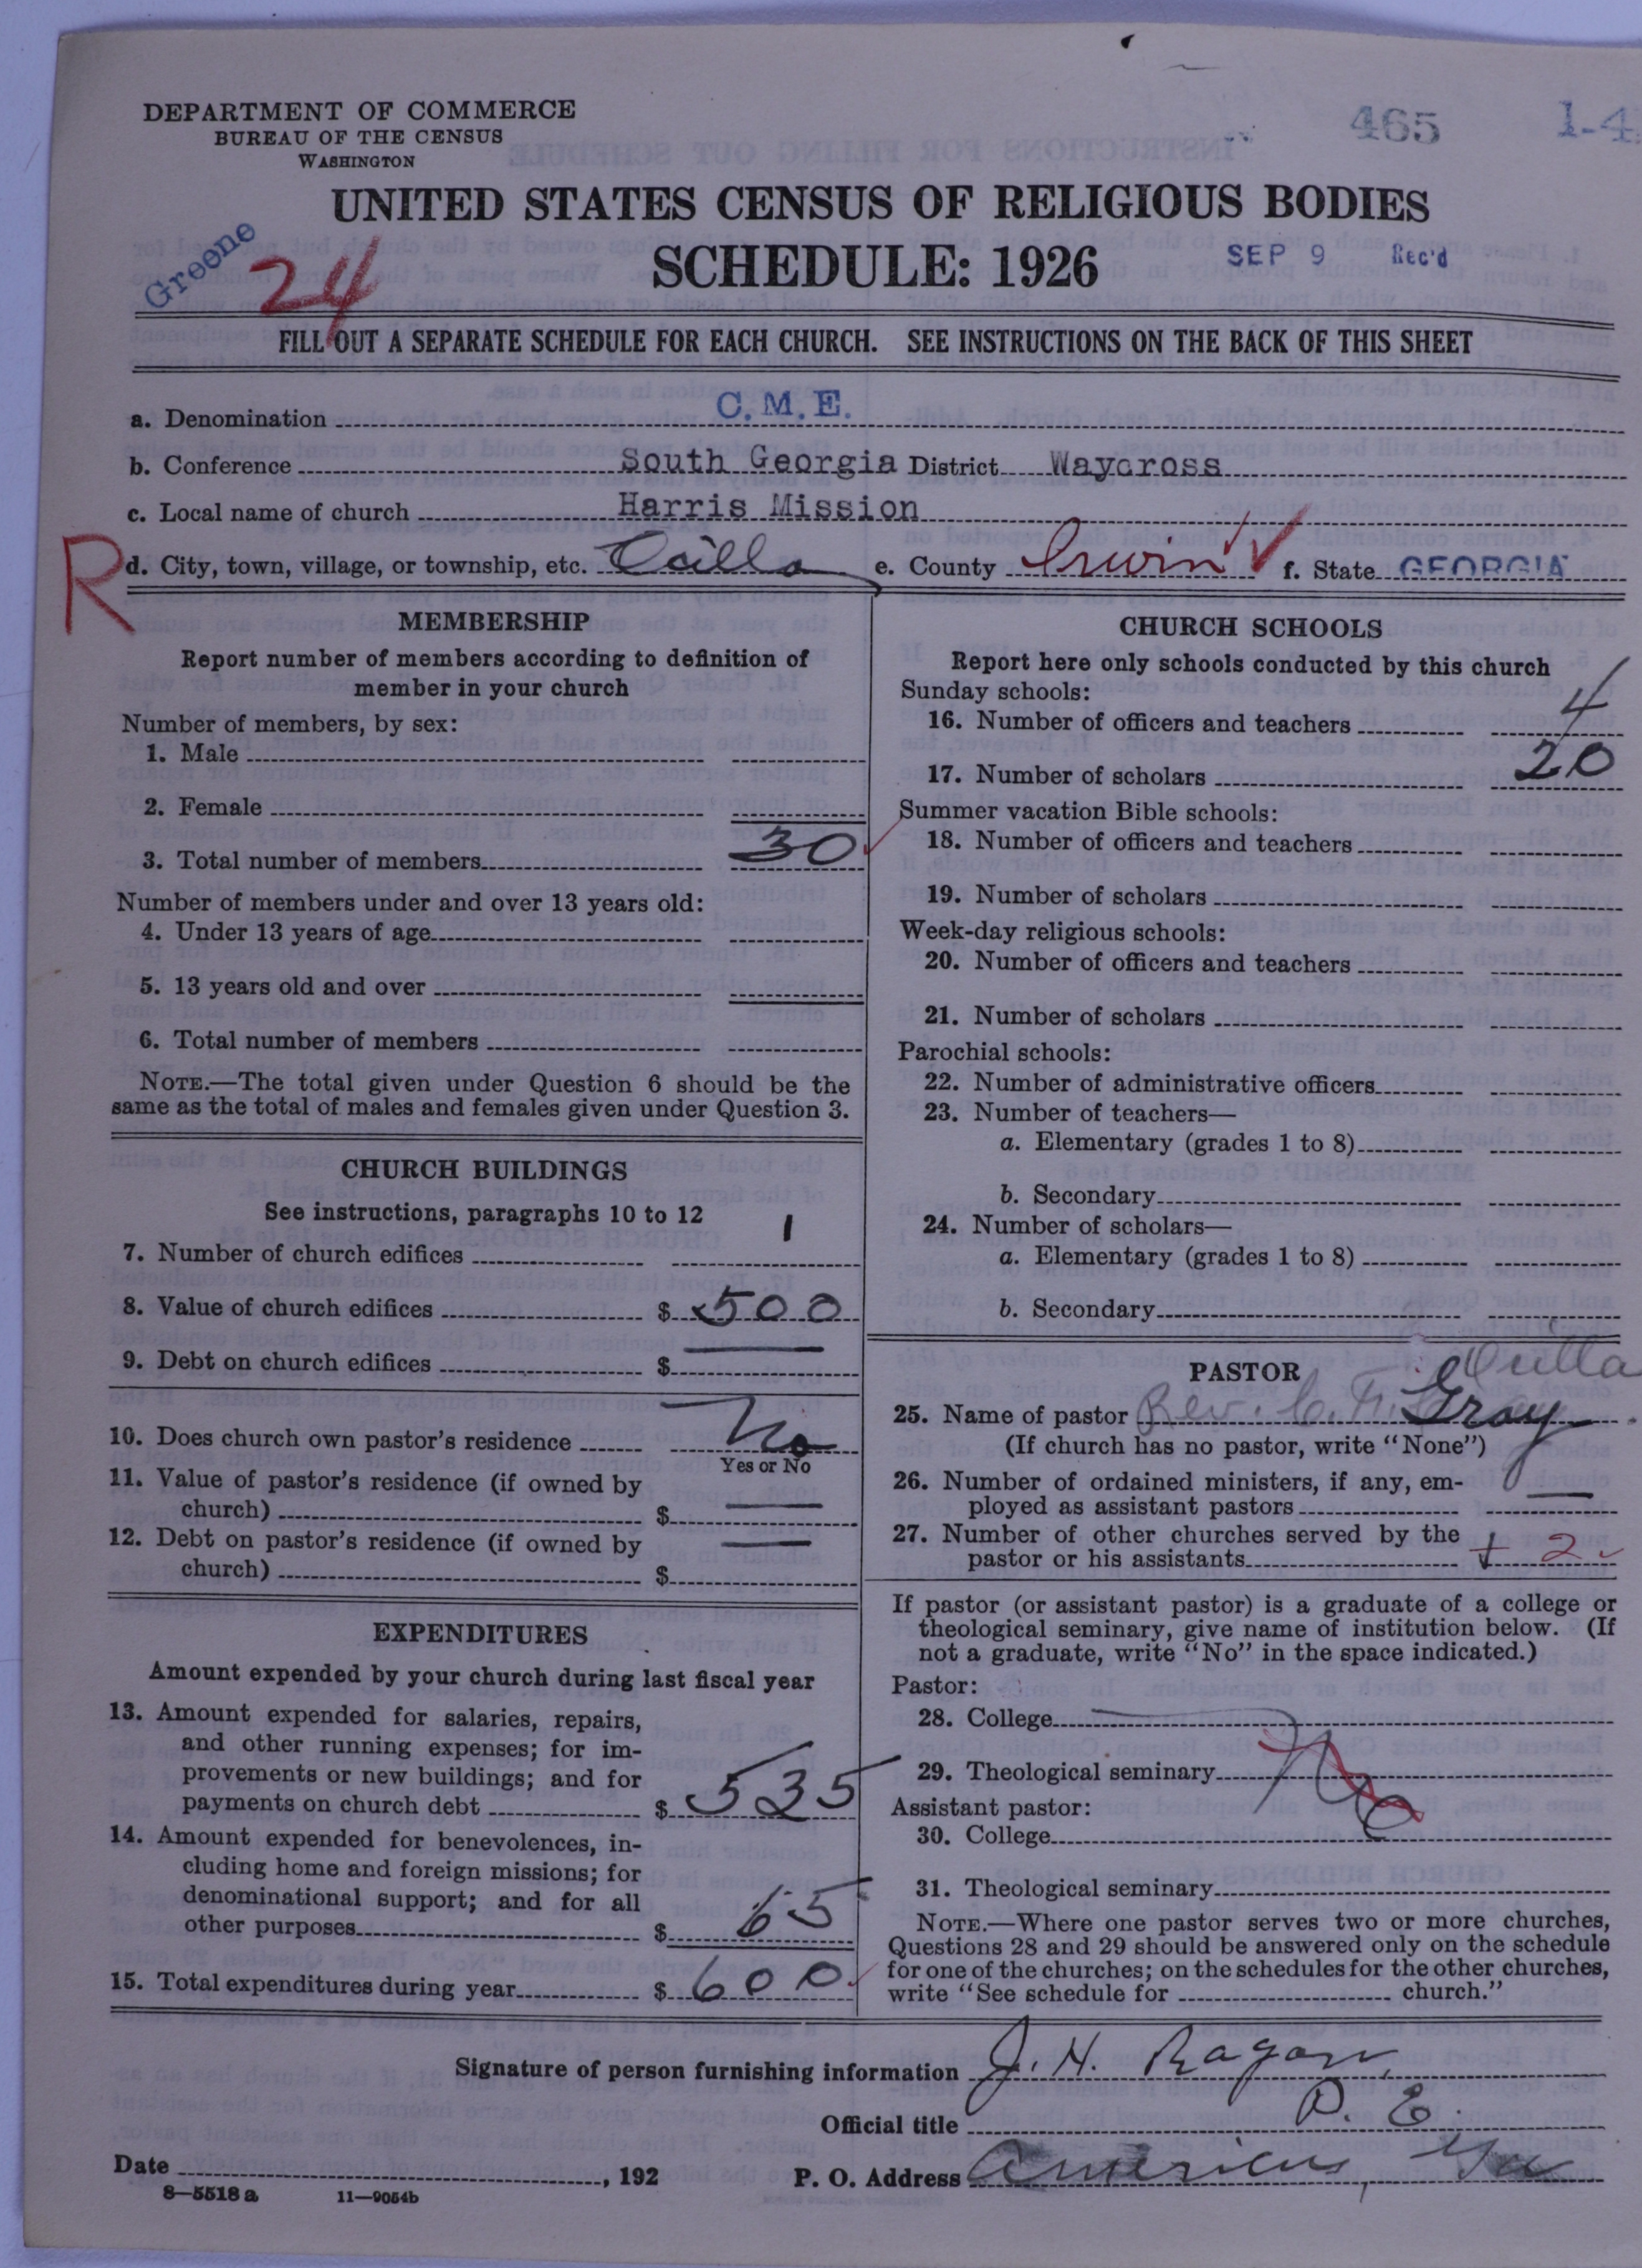 DEPARTMENT OF COMMERCE
BUREAU OF THE CENSUS
WASHINGTON
465 1-4
UNITED STATES CENSUS OF RELIGIOUS BODIES
SCHEDULE: 1926
SEP 9 Rec'd
Greene
24
FILL OUT A SEPARATE SCHEDULE FOR EACH CHURCH. SEE INSTRUCTIONS ON THE BACK OF THIS SHEET
a. Denomination C.M.E.
b. Conference South Georgia District Waycross
c. Local name of church Harris Mission
R
d. City, town, village, or township, etc. Ocilla e. County Irwin f. State GEORGIA
MEMBERSHIP
Report number of members according to definition of
member in your church
Number of members, by sex:
1. Male
2. Female
3. Total number of members 30
Number of members under and over 13 years old:
4. Under 13 years of age
5. 13 years old and over
6. Total number of members
NOTE.—The total given under Question 6 should be the
same as the total of males and females given under Question 3.
CHURCH BUILDINGS
See instructions, paragraphs 10 to 12
7. Number of church edifices 1
8. Value of church edifices $ 500
9. Debt on church edifices $ —
10. Does church own pastor's residence No
Yes or No
11. Value of pastor's residence (if owned by
church) $ —
12. Debt on pastor's residence (if owned by
church) $ —
EXPENDITURES
Amount expended by your church during last fiscal year
13. Amount expended for salaries, repairs,
and other running expenses; for im-
provements or new buildings; and for
payments on church debt $ 535
14. Amount expended for benevolences, in-
cluding home and foreign missions; for
denominational support; and for all
other purposes $ 65
15. Total expenditures during year $ 600
CHURCH SCHOOLS
Report here only schools conducted by this church
Sunday schools:
16. Number of officers and teachers 4
17. Number of scholars 20
Summer vacation Bible schools:
18. Number of officers and teachers
19. Number of scholars
Week-day religious schools:
20. Number of officers and teachers
21. Number of scholars
Parochial schools:
22. Number of administrative officers
23. Number of teachers—
a. Elementary (grades 1 to 8)
b. Secondary
24. Number of scholars—
a. Elementary (grades 1 to 8)
b. Secondary
PASTOR
25. Name of pastor Rev. C. F. Gray
(If church has no pastor, write "None")
26. Number of ordained ministers, if any, em-
ployed as assistant pastors —
27. Number of other churches served by the
pastor or his assistants 2
If pastor (or assistant pastor) is a graduate of a college or
theological seminary, give name of institution below. (If
not a graduate, write "No" in the space indicated.)
Pastor:
28. College
29. Theological seminary No
Assistant pastor:
30. College
31. Theological seminary
NOTE.—Where one pastor serves two or more churches,
Questions 28 and 29 should be answered only on the schedule
for one of the churches; on the schedules for the other churches,
write "See schedule for church."
Signature of person furnishing information J. H. Ragan
Official title P. E.
Date , 192 P. O. Address Americus, Ga
8—5518 a 11—9054b